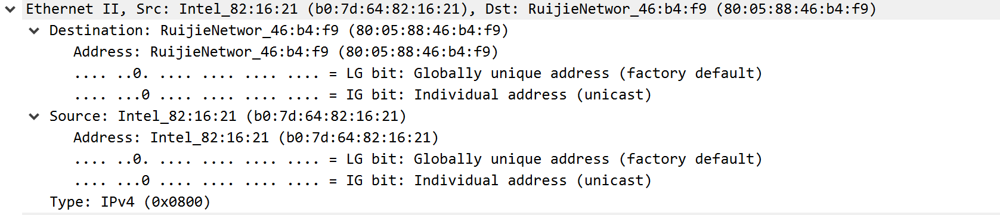 Ethernet II, Src: Intel_82:16:21 (b0:7d:64:82:16:21), Dst: RuijieNetwor_46:b4:f9 (80:05:88:46:b4:f9)
Destination: RuijieNetwor_46:b4:f9 (80:05:88:46:b4:f9)
Address: RuijieNetwor_46:b4:f9 (80:05:88:46:b4:f9)
.... ..0. .... .... .... .... = LG bit: Globally unique address (factory default)
.... ...0 .... .... .... .... = IG bit: Individual address (unicast)
Source: Intel_82:16:21 (b0:7d:64:82:16:21)
Address: Intel_82:16:21 (b0:7d:64:82:16:21)
.... ..0. .... .... .... .... = LG bit: Globally unique address (factory default)
.... ...0 .... .... .... .... = IG bit: Individual address (unicast)
Type: IPv4 (0x0800)